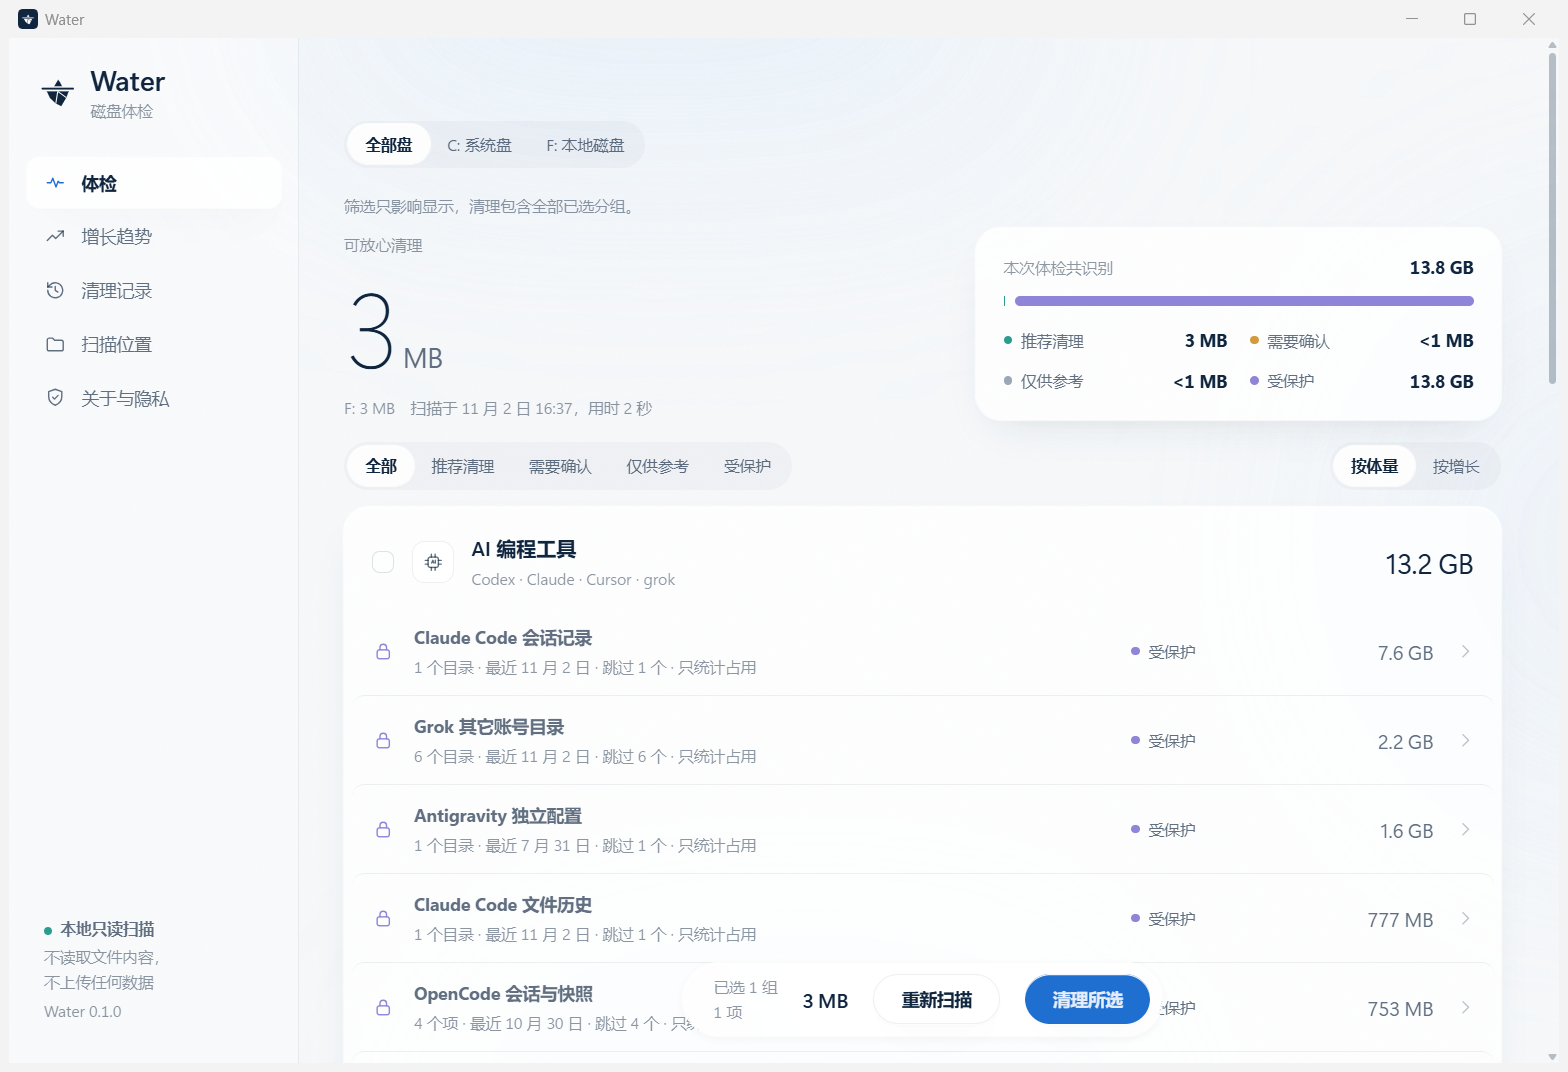 Water
Water
磁盘体检
体检
增长趋势
清理记录
扫描位置
关于与隐私
本地只读扫描
不读取文件内容，
不上传任何数据
Water 0.1.0
全部盘 C: 系统盘 F: 本地磁盘
筛选只影响显示，清理包含全部已选分组。
可放心清理
3 MB
F: 3 MB 扫描于 11 月 2 日 16:37，用时 2 秒
本次体检共识别 13.8 GB
推荐清理 3 MB 需要确认 <1 MB
仅供参考 <1 MB 受保护 13.8 GB
全部 推荐清理 需要确认 仅供参考 受保护 按体量 按增长
AI 编程工具
Codex · Claude · Cursor · grok
13.2 GB
Claude Code 会话记录
1 个目录 · 最近 11 月 2 日 · 跳过 1 个 · 只统计占用
受保护 7.6 GB
Grok 其它账号目录
6 个目录 · 最近 11 月 2 日 · 跳过 6 个 · 只统计占用
受保护 2.2 GB
Antigravity 独立配置
1 个目录 · 最近 7 月 31 日 · 跳过 1 个 · 只统计占用
受保护 1.6 GB
Claude Code 文件历史
1 个目录 · 最近 11 月 2 日 · 跳过 1 个 · 只统计占用
受保护 777 MB
OpenCode 会话与快照
4 个项 · 最近 10 月 30 日 · 跳过 4 个 · 只
保护 753 MB
已选 1 组
1 项
3 MB 重新扫描 清理所选